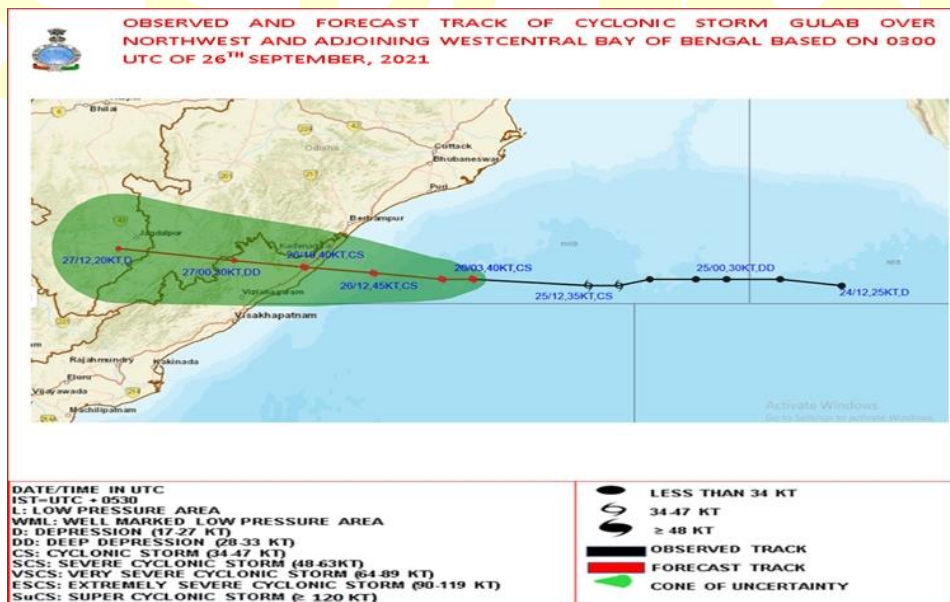 OBSERVED AND FORECAST TRACK OF CYCLONIC STORM GULAB OVER
NORTHWEST AND ADJOINING WESTCENTRAL BAY OF BENGAL BASED ON 0300
UTC OF 26TH SEPTEMBER, 2021
Bhilai
Odisha
Cuttack
Bhubaneswar
Puri
Berhampur
Jagdalpur
27/12,20KT,D
27/00,30KT,DD
26/18,40KT,CS
26/12,45KT,CS
26/03,40KT,CS
25/12,35KT,CS
25/00,30KT,DD
24/12,25KT,D
Vizianagaram
Visakhapatnam
Rajahmundry
Kakinada
Eluru
Vijayawada
Machilipatnam
Activate Windows
Go to Settings to activate Windows.
DATE/TIME IN UTC
IST=UTC + 0530
L: LOW PRESSURE AREA
WML: WELL MARKED LOW PRESSURE AREA
D: DEPRESSION (17-27 KT)
DD: DEEP DEPRESSION (28-33 KT)
CS: CYCLONIC STORM (34-47 KT)
SCS: SEVERE CYCLONIC STORM (48-63KT)
VSCS: VERY SEVERE CYCLONIC STORM (64-89 KT)
ESCS: EXTREMELY SEVERE CYCLONIC STORM (90-119 KT)
SuCS: SUPER CYCLONIC STORM (≥ 120 KT)
LESS THAN 34 KT
34-47 KT
≥ 48 KT
OBSERVED TRACK
FORECAST TRACK
CONE OF UNCERTAINTY